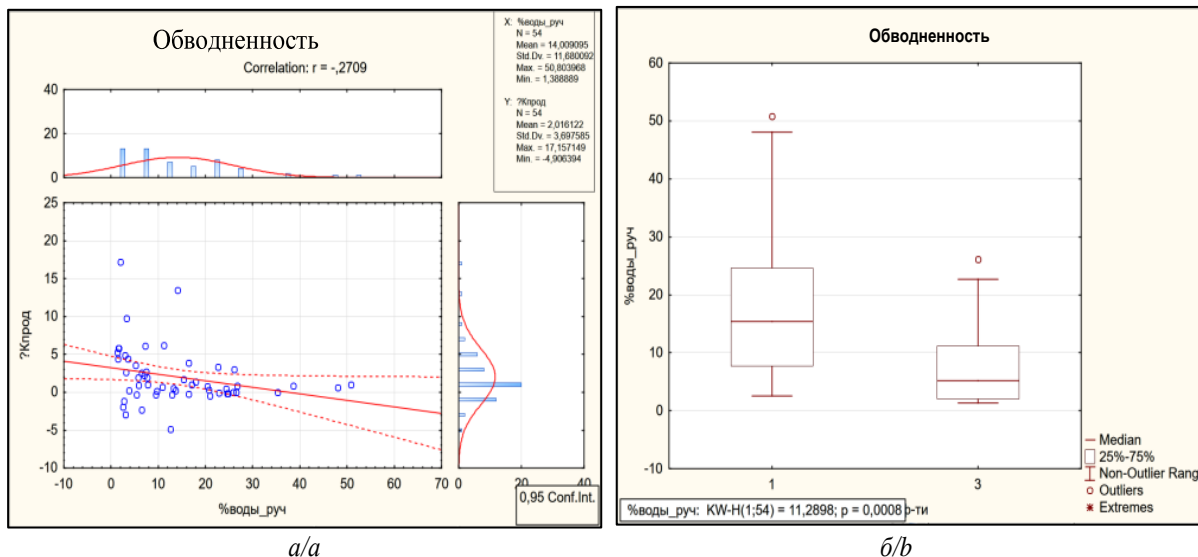 Обводненность
Correlation: r = -,2709
X: %воды_руч
N = 54
Mean = 14,009095
Std.Dv. = 11,680092
Max. = 50,803968
Min. = 1,388889
Y: ?Kпрод
N = 54
Mean = 2,016122
Std.Dv. = 3,697585
Max. = 17,157149
Min. = -4,906394
40
20
0
25
20
15
10
5
0
-5
-10
?Kпрод
-10 0 10 20 30 40 50 60 70
0 20 40
%воды_руч
0,95 Conf.Int.
а/a
Обводненность
60
50
40
30
20
10
0
-10
%воды_руч
1 3
Median
25%-75%
Non-Outlier Range
Outliers
Extremes
%воды_руч: KW-H(1;54) = 11,2898; p = 0,0008
р-ти
б/b